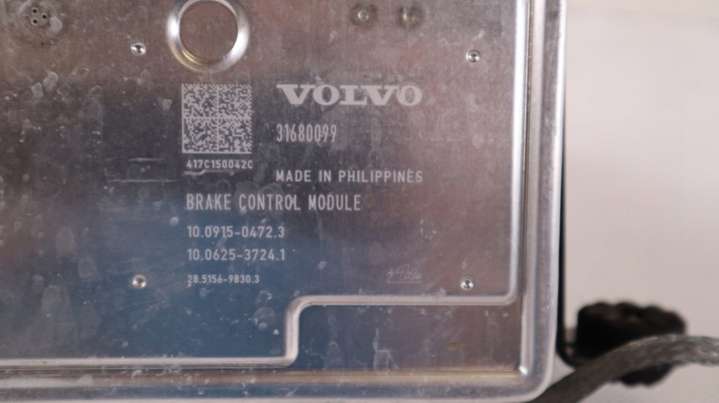 VOLVO
31680099
417C150042C
MADE IN PHILIPPINES
BRAKE CONTROL MODULE
10.0915-0472.3
10.0625-3724.1
28.5156-9830.3